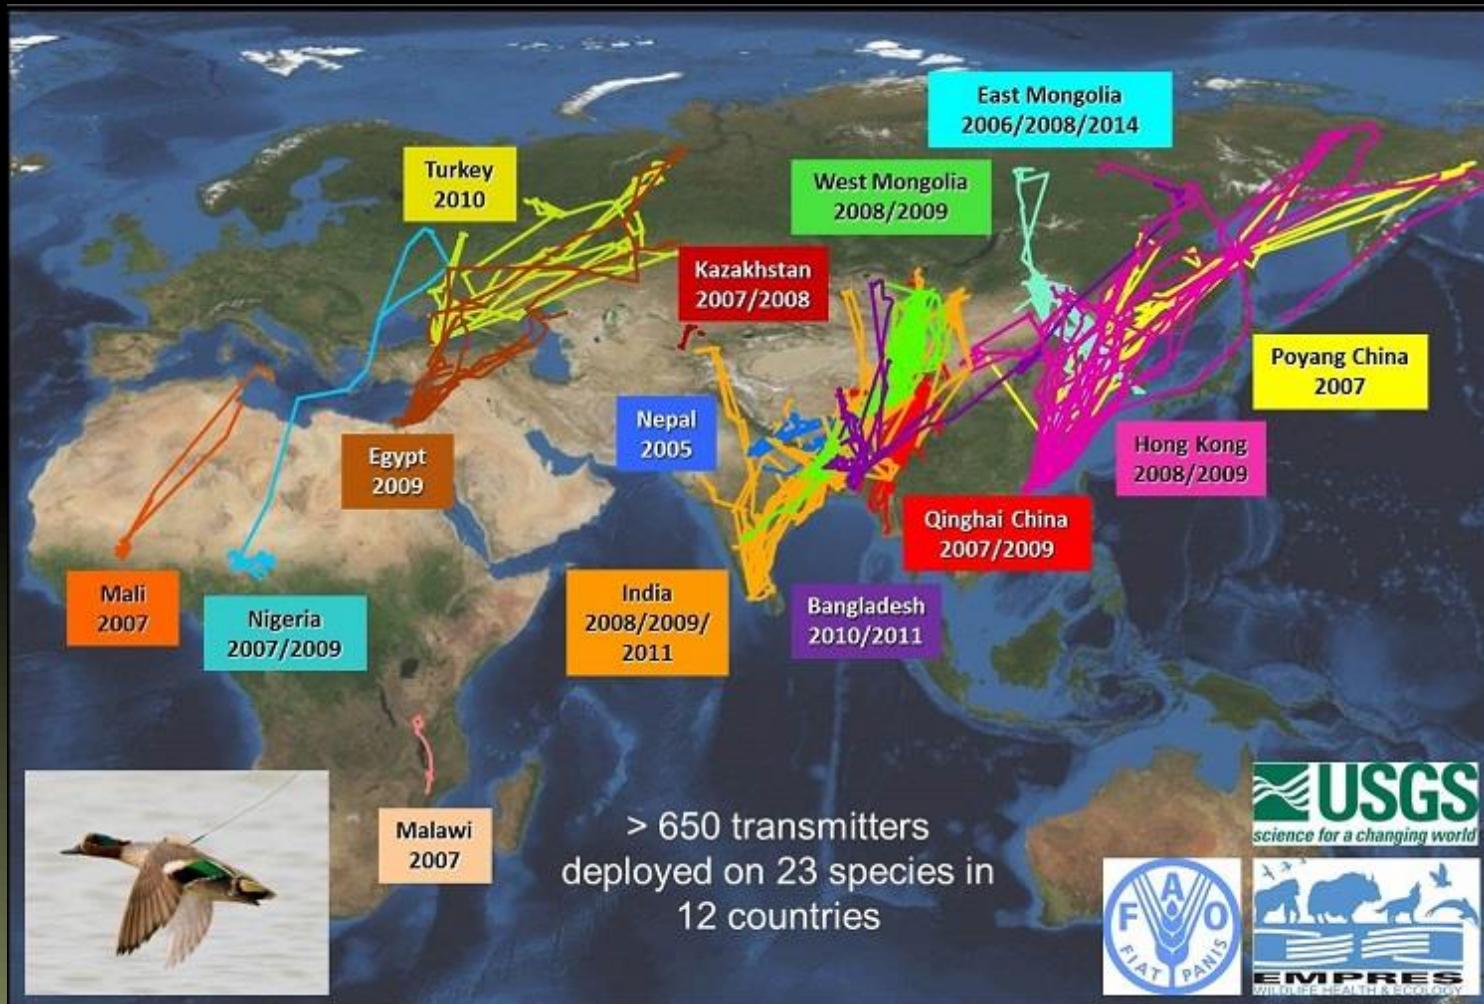 East Mongolia
2006/2008/2014
Turkey
2010
West Mongolia
2008/2009
Kazakhstan
2007/2008
Poyang China
2007
Nepal
2005
Hong Kong
2008/2009
Egypt
2009
Qinghai China
2007/2009
Mali
2007
Nigeria
2007/2009
India
2008/2009/
2011
Bangladesh
2010/2011
Malawi
2007
> 650 transmitters
deployed on 23 species in
12 countries
USGS
science for a changing world
F A O
FIAT PANIS
EMPRES
WILDLIFE HEALTH & ECOLOGY